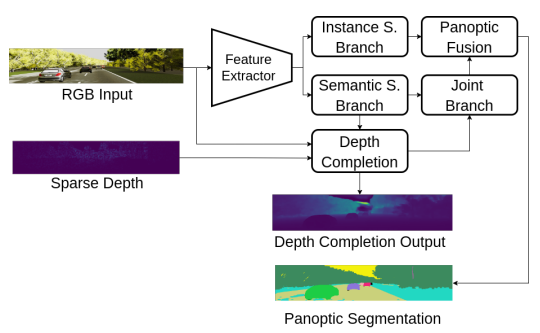 RGB Input
Sparse Depth
Feature
Extractor
Instance S.
Branch
Panoptic
Fusion
Semantic S.
Branch
Joint
Branch
Depth
Completion
Depth Completion Output
Panoptic Segmentation